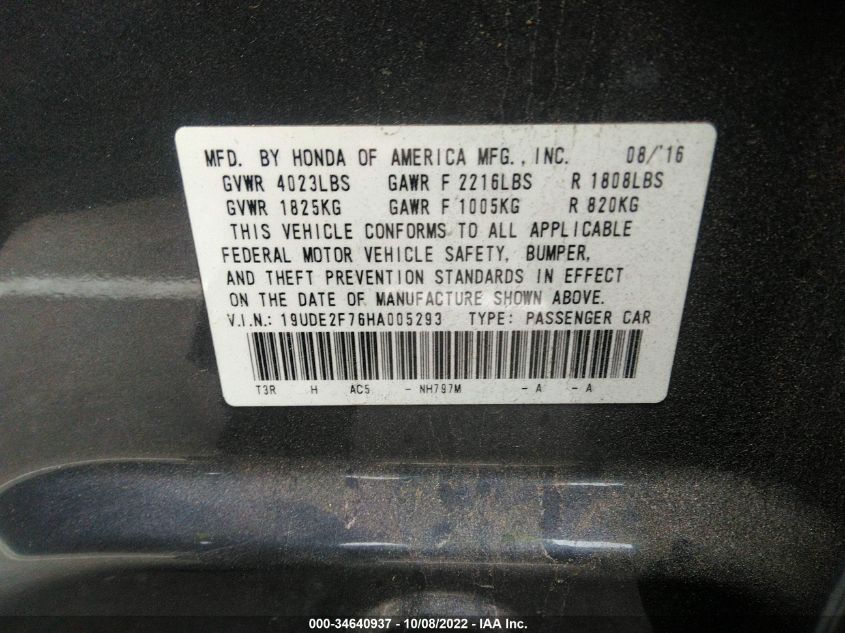 MFD. BY HONDA OF AMERICA MFG., INC. 08/'16
GVWR 4023LBS GAWR F 2216LBS R 1808LBS
GVWR 1825KG GAWR F 1005KG R 820KG
THIS VEHICLE CONFORMS TO ALL APPLICABLE
FEDERAL MOTOR VEHICLE SAFETY, BUMPER,
AND THEFT PREVENTION STANDARDS IN EFFECT
ON THE DATE OF MANUFACTURE SHOWN ABOVE.
V.I.N.: 19UDE2F76HA005293 TYPE: PASSENGER CAR
T3R H AC5 - NH797M - A - A
000-34640937 - 10/08/2022 - IAA Inc.